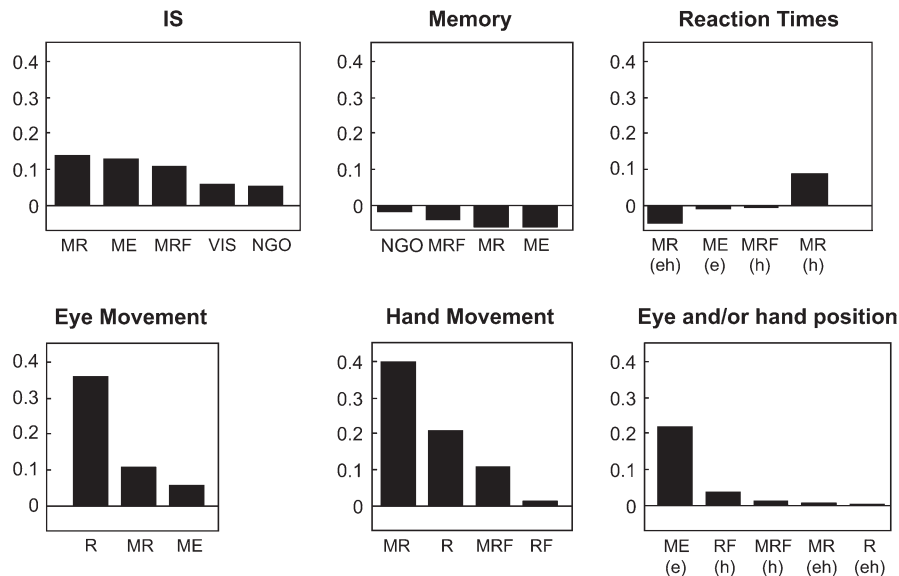 IS
0.4
0.3
0.2
0.1
0
MR ME MRF VIS NGO
Memory
0.4
0.3
0.2
0.1
0
NGO MRF MR ME
Reaction Times
0.4
0.3
0.2
0.1
0
MR ME MRF MR
(eh) (e) (h) (h)
Eye Movement
0.4
0.3
0.2
0.1
0
R MR ME
Hand Movement
0.4
0.3
0.2
0.1
0
MR R MRF RF
Eye and/or hand position
0.4
0.3
0.2
0.1
0
ME RF MRF MR R
(e) (h) (h) (eh) (eh)